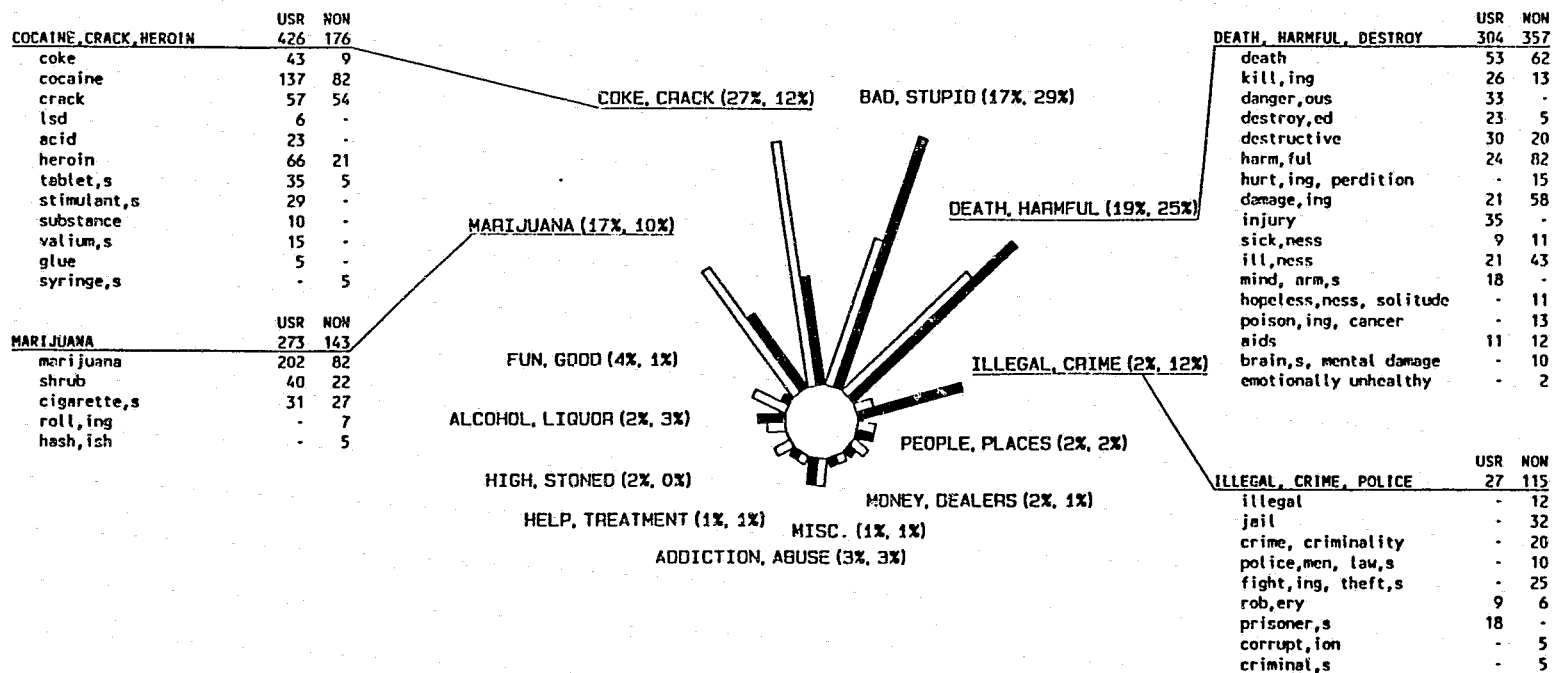 USR NON
COCAINE,CRACK,HEROIN 426 176
coke 43 9
cocaine 137 82
crack 57 54
lsd 6 -
acid 23 -
heroin 66 21
tablet,s 35 5
stimulant,s 29 -
substance 10 -
valium,s 15 -
glue 5 -
syringe,s - 5
USR NON
MARIJUANA 273 143
marijuana 202 82
shrub 40 22
cigarette,s 31 27
roll,ing - 7
hash,ish - 5
COKE, CRACK (27%, 12%)
BAD, STUPID (17%, 29%)
MARIJUANA (17%, 10%)
DEATH, HARMFUL (19%, 25%)
FUN, GOOD (4%, 1%)
ILLEGAL, CRIME (2%, 12%)
ALCOHOL, LIQUOR (2%, 3%)
PEOPLE, PLACES (2%, 2%)
HIGH, STONED (2%, 0%)
MONEY, DEALERS (2%, 1%)
HELP, TREATMENT (1%, 1%)
MISC. (1%, 1%)
ADDICTION, ABUSE (3%, 3%)
USR NON
DEATH, HARMFUL, DESTROY 304 357
death 53 62
kill,ing 26 13
danger,ous 33 -
destroy,ed 23 5
destructive 30 20
harm,ful 24 82
hurt,ing, perdition - 15
damage,ing 21 58
injury 35 -
sick,ness 9 11
ill,ness 21 43
mind, arm,s 18 -
hopeless,ness, solitude - 11
poison,ing, cancer - 13
aids 11 12
brain,s, mental damage - 10
emotionally unhealthy - 2
USR NON
ILLEGAL, CRIME, POLICE 27 115
illegal - 12
jail - 32
crime, criminality - 20
police,men, law,s - 10
fight,ing, theft,s - 25
rob,ery 9 6
prisoner,s 18 -
corrupt,ion - 5
criminal,s - 5